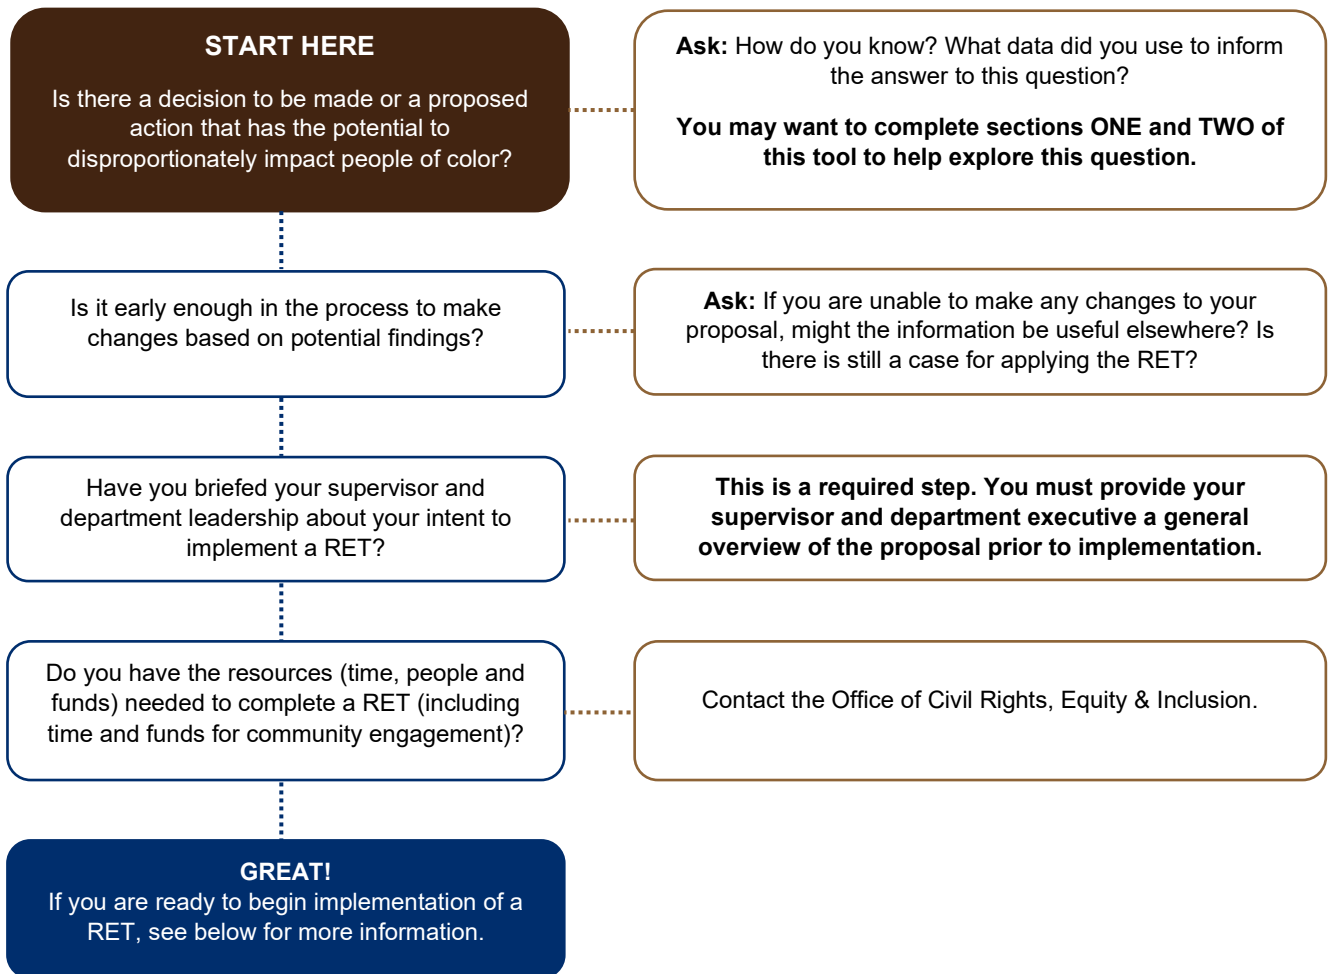 START HERE
Is there a decision to be made or a proposed
action that has the potential to
disproportionately impact people of color?
Ask: How do you know? What data did you use to inform
the answer to this question?
You may want to complete sections ONE and TWO of
this tool to help explore this question.
Is it early enough in the process to make
changes based on potential findings?
Ask: If you are unable to make any changes to your
proposal, might the information be useful elsewhere? Is
there is still a case for applying the RET?
Have you briefed your supervisor and
department leadership about your intent to
implement a RET?
This is a required step. You must provide your
supervisor and department executive a general
overview of the proposal prior to implementation.
Do you have the resources (time, people and
funds) needed to complete a RET (including
time and funds for community engagement)?
Contact the Office of Civil Rights, Equity & Inclusion.
GREAT!
If you are ready to begin implementation of a
RET, see below for more information.